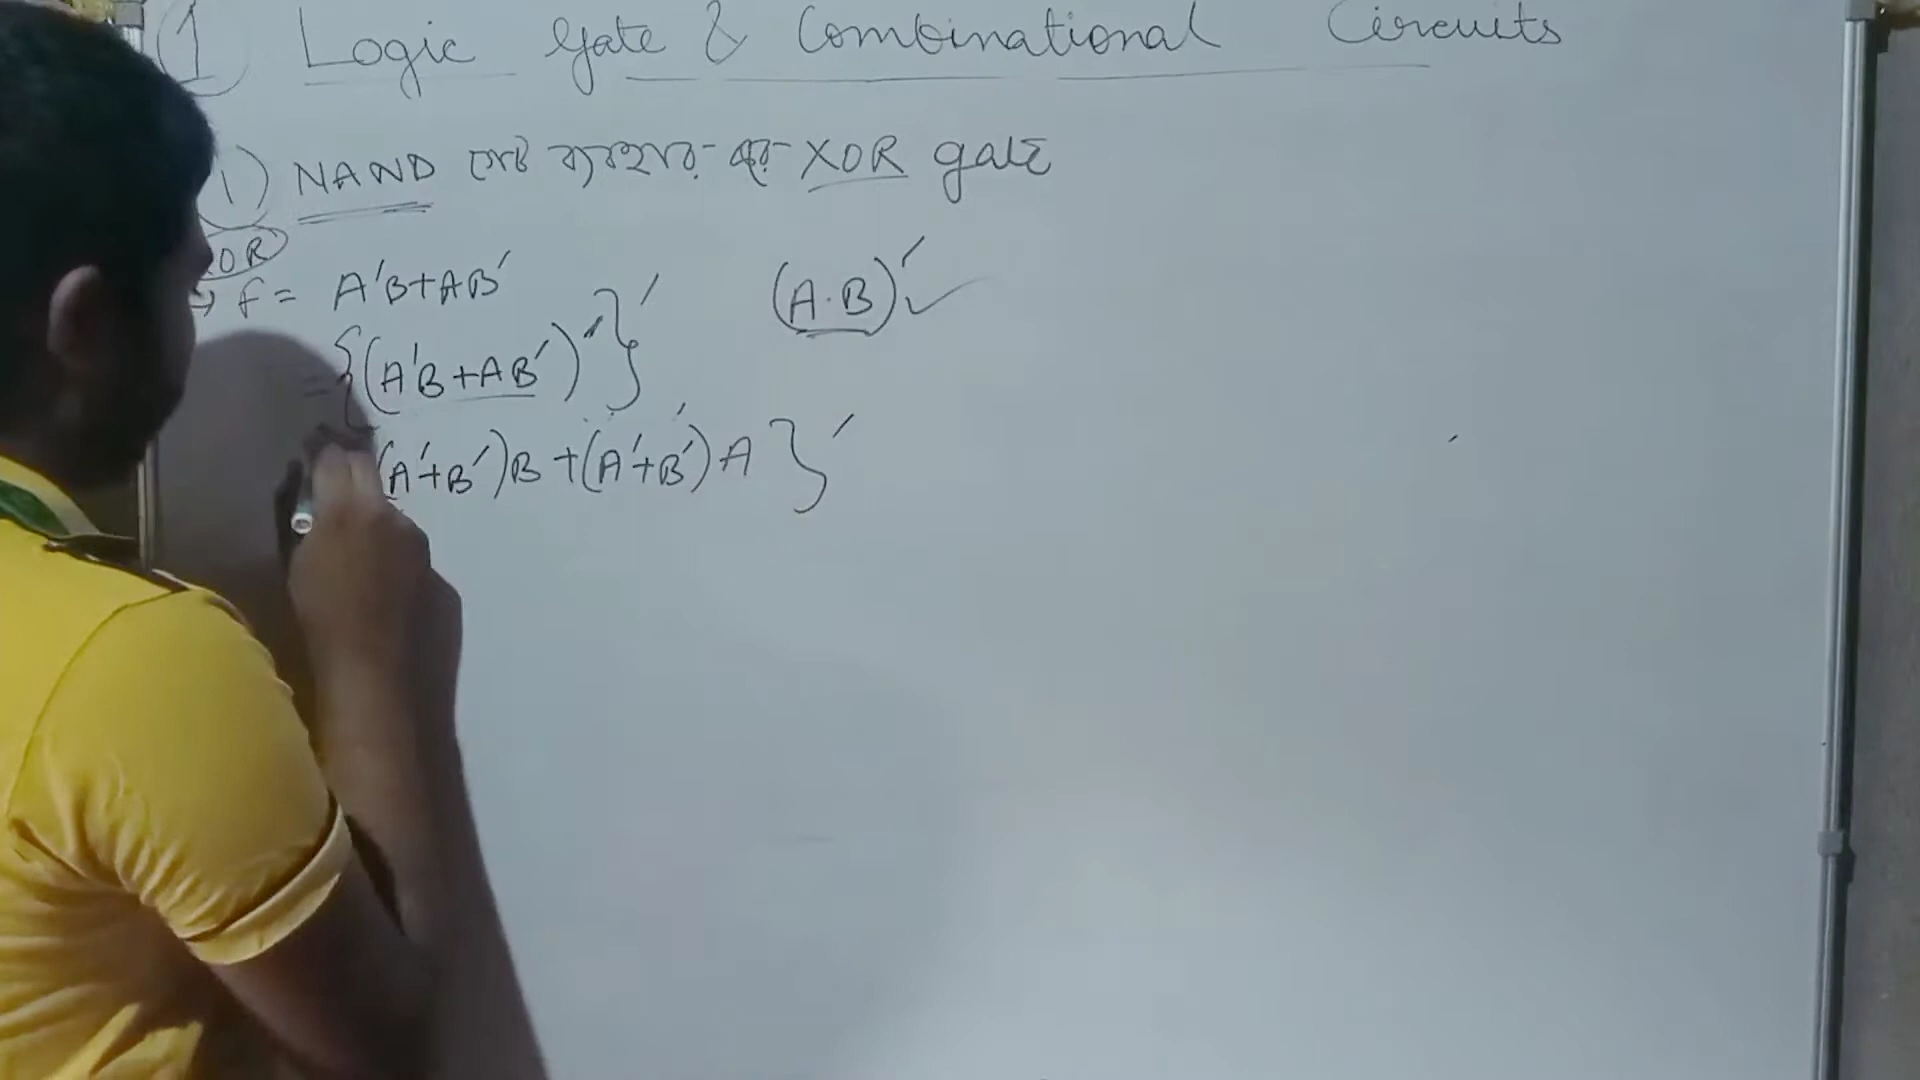 1 Logic gate & Combinational Circuits
1) NAND গেট ব্যবহার করে XOR gate
XOR
→ f = A'B+AB'
(A·B)' ✓
= {(A'B+AB')'}'
(A'+B')B+(A'+B')A}'